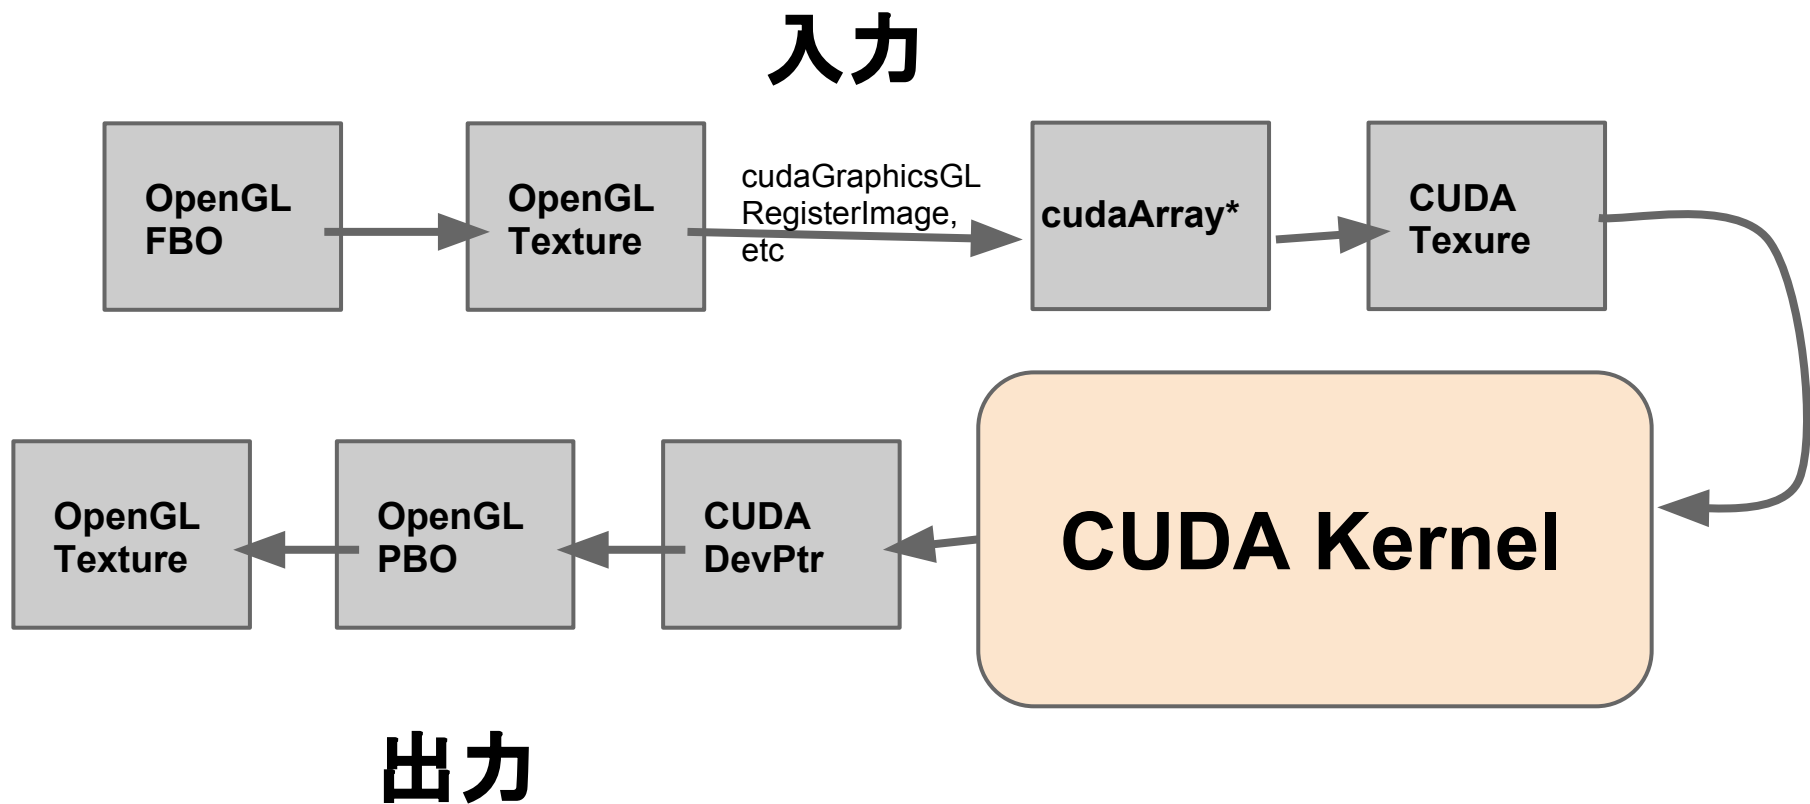 入力
OpenGL
FBO
OpenGL
Texture
cudaGraphicsGL
RegisterImage,
etc
cudaArray*
CUDA
Texure
OpenGL
Texture
OpenGL
PBO
CUDA
DevPtr
CUDA Kernel
出力